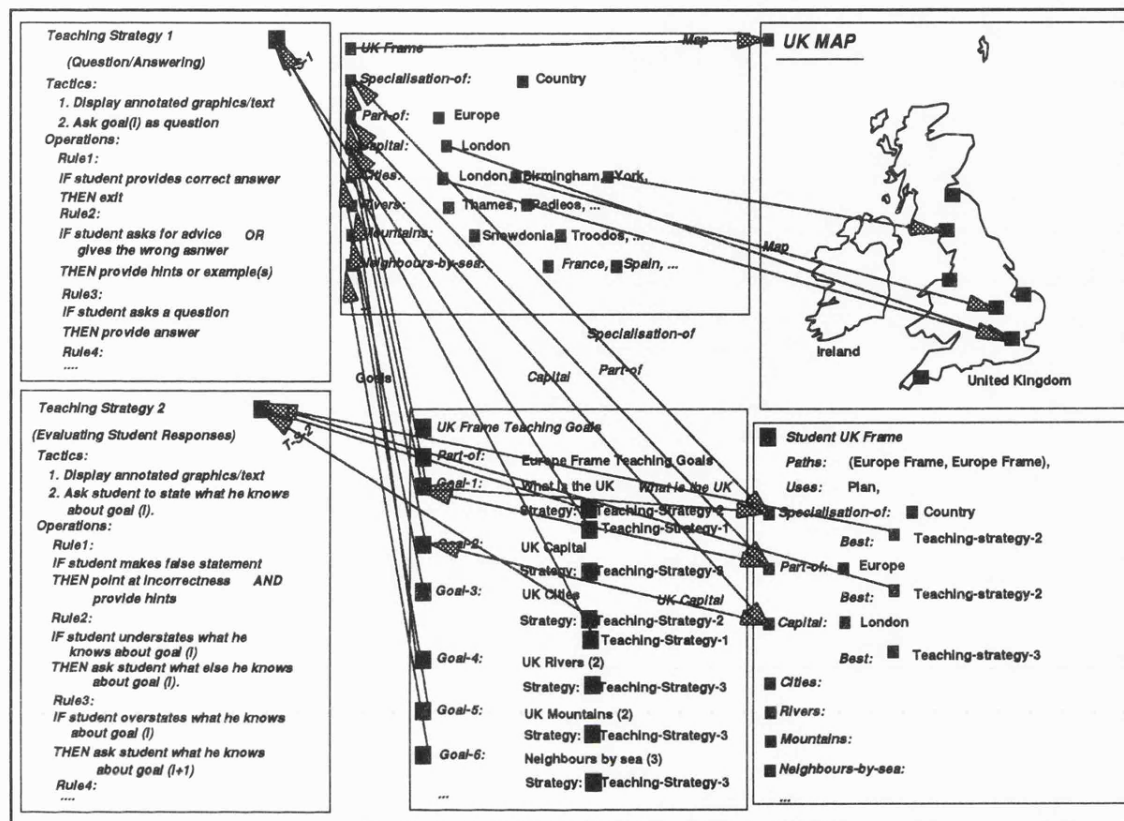 Teaching Strategy 1
(Question/Answering)
Tactics:
1. Display annotated graphics/text
2. Ask goal(i) as question
Operations:
Rule1:
IF student provides correct answer
THEN exit
Rule2:
IF student asks for advice OR
gives the wrong asnwer
THEN provide hints or example(s)
Rule3:
IF student asks a question
THEN provide answer
Rule4:
....
T-S-1
UK Frame
Specialisation-of: Country
Part-of: Europe
Capital: London
Cities: London, Birmingham, York,
Rivers: Thames, Pedieos, ...
Mountains: Snowdonia, Troodos, ...
Neighbours-by-sea: France, Spain, ...
Map
UK MAP
Map
Ireland
United Kingdom
Specialisation-of
Part-of
Capital
Goals
Teaching Strategy 2
(Evaluating Student Responses)
Tactics:
1. Display annotated graphics/text
2. Ask student to state what he knows
about goal (i).
Operations:
Rule1:
IF student makes false statement
THEN point at incorrectness AND
provide hints
Rule2:
IF student understates what he
knows about goal (i)
THEN ask student what else he knows
about goal (i).
Rule3:
IF student overstates what he knows
about goal (i)
THEN ask student what he knows
about goal (i+1)
Rule4:
....
T-S-2
UK Frame Teaching Goals
Part-of: Europe Frame Teaching Goals
Goal-1: What is the UK
What is the UK
Strategy: Teaching-Strategy-2
Teaching-Strategy-1
Goal-2: UK Capital
Strategy: Teaching-Strategy-3
UK Capital
Goal-3: UK Cities
Strategy: Teaching-Strategy-2
Teaching-Strategy-1
Goal-4: UK Rivers (2)
Strategy: Teaching-Strategy-3
Goal-5: UK Mountains (2)
Strategy: Teaching-Strategy-3
Goal-6: Neighbours by sea (3)
Strategy: Teaching-Strategy-3
...
Student UK Frame
Paths: (Europe Frame, Europe Frame),
Uses: Plan,
Specialisation-of: Country
Best: Teaching-strategy-2
Part-of: Europe
Best: Teaching-strategy-2
Capital: London
Best: Teaching-strategy-3
Cities:
Rivers:
Mountains:
Neighbours-by-sea:
...